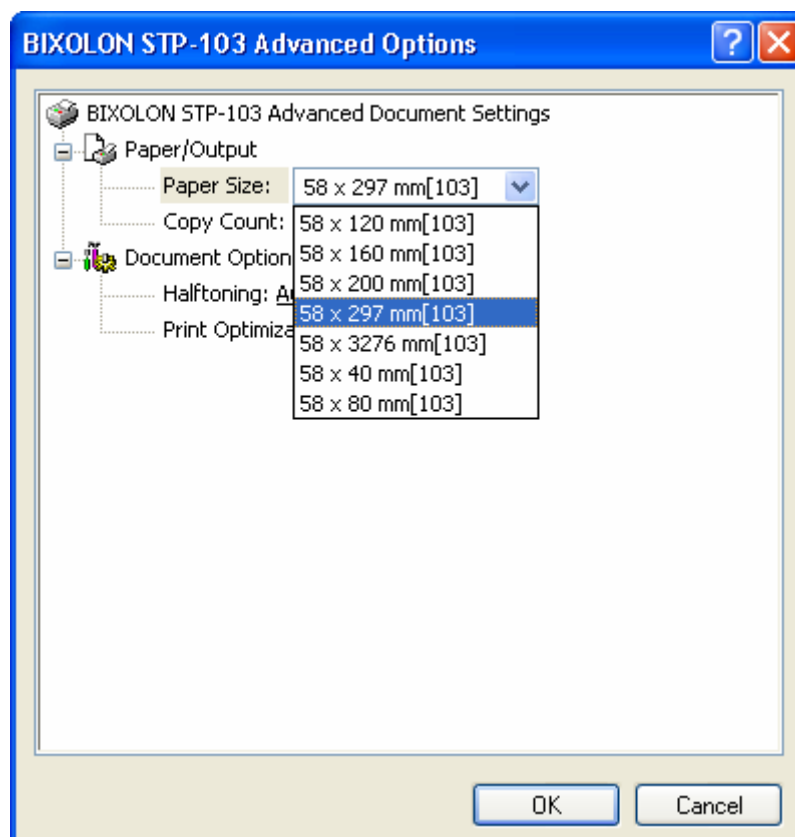 BIXOLON STP-103 Advanced Options
BIXOLON STP-103 Advanced Document Settings
Paper/Output
Paper Size: 58 x 297 mm[103]
Copy Count:
58 x 120 mm[103]
58 x 160 mm[103]
Document Option
58 x 200 mm[103]
Halftoning: A
58 x 297 mm[103]
Print Optimiza
58 x 3276 mm[103]
58 x 40 mm[103]
58 x 80 mm[103]
OK
Cancel